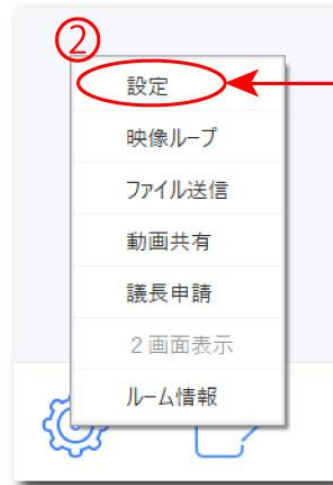 ②
設定
映像ループ
ファイル送信
動画共有
議長申請
２画面表示
ルーム情報